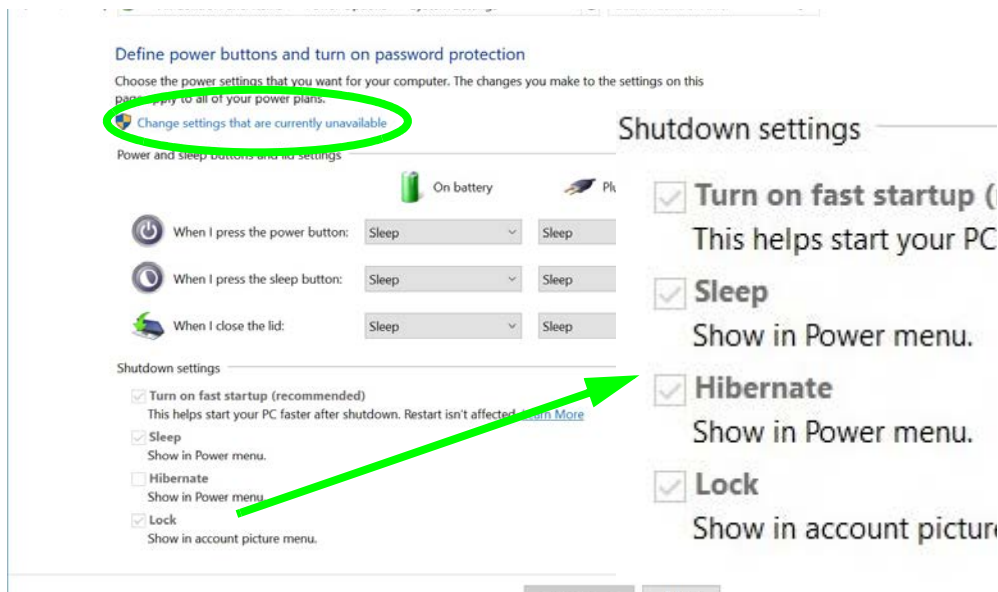 Define power buttons and turn on password protection
Choose the power settings that you want for your computer. The changes you make to the settings on this
page apply to all of your power plans.
Change settings that are currently unavailable
Power and sleep buttons and lid settings
On battery
When I press the power button: Sleep Sleep
When I press the sleep button: Sleep Sleep
When I close the lid: Sleep Sleep
Shutdown settings
Turn on fast startup (recommended)
This helps start your PC faster after shutdown. Restart isn't affected. Learn More
Sleep
Show in Power menu.
Hibernate
Show in Power menu.
Lock
Show in account picture menu.
Shutdown settings
Turn on fast startup (
This helps start your PC
Sleep
Show in Power menu.
Hibernate
Show in Power menu.
Lock
Show in account picture